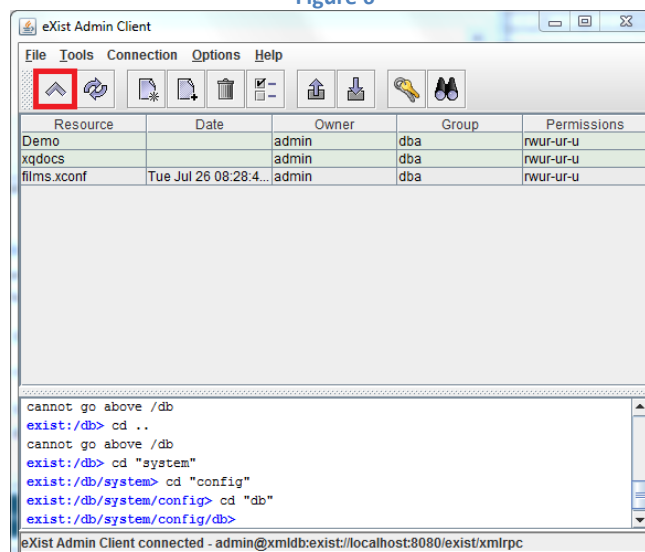 Figure 6
eXist Admin Client
File Tools Connection Options Help
Resource Date Owner Group Permissions
Demo admin dba rwur-ur-u
xqdocs admin dba rwur-ur-u
films.xconf Tue Jul 26 08:28:4... admin dba rwur-ur-u
cannot go above /db
exist:/db> cd ..
cannot go above /db
exist:/db> cd "system"
exist:/db/system> cd "config"
exist:/db/system/config> cd "db"
exist:/db/system/config/db>
eXist Admin Client connected - admin@xmldb:exist://localhost:8080/exist/xmlrpc